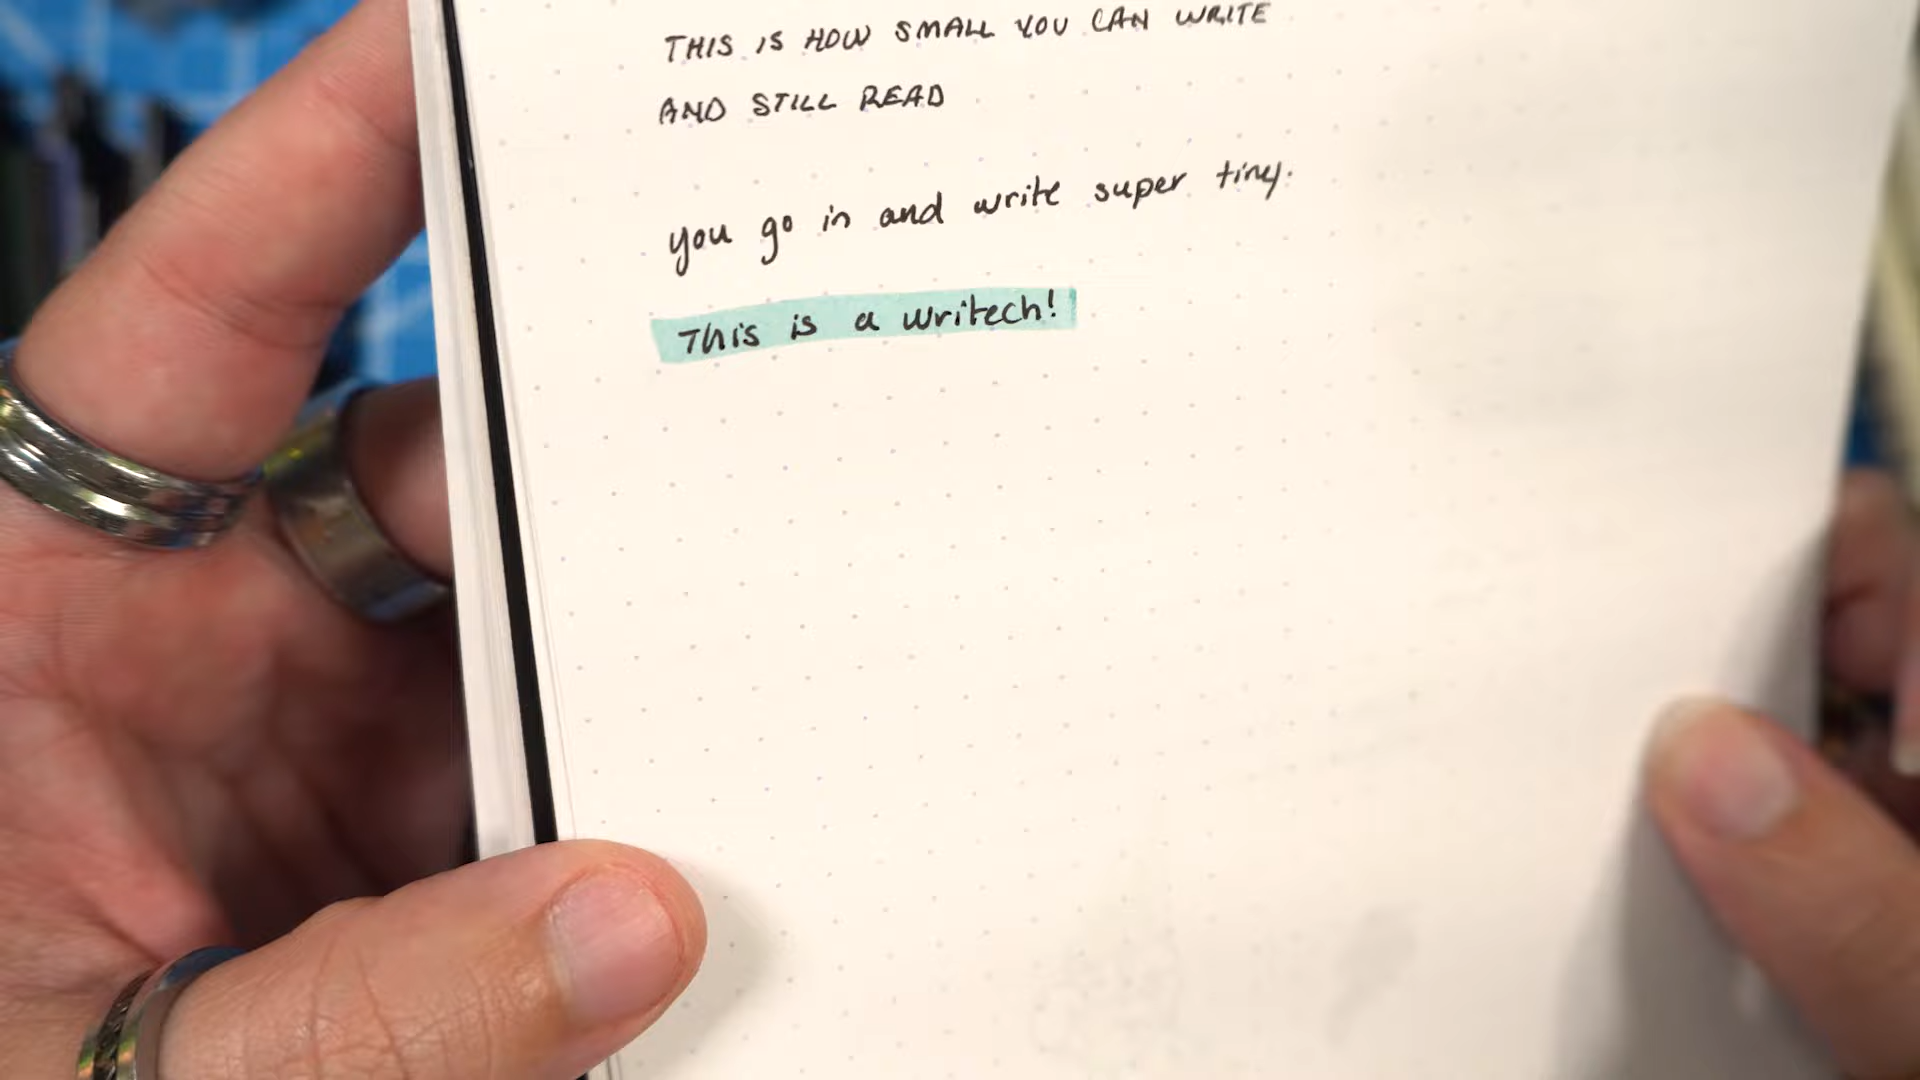 THIS IS HOW SMALL YOU CAN WRITE
AND STILL READ
you go in and write super tiny.
This is a writech!